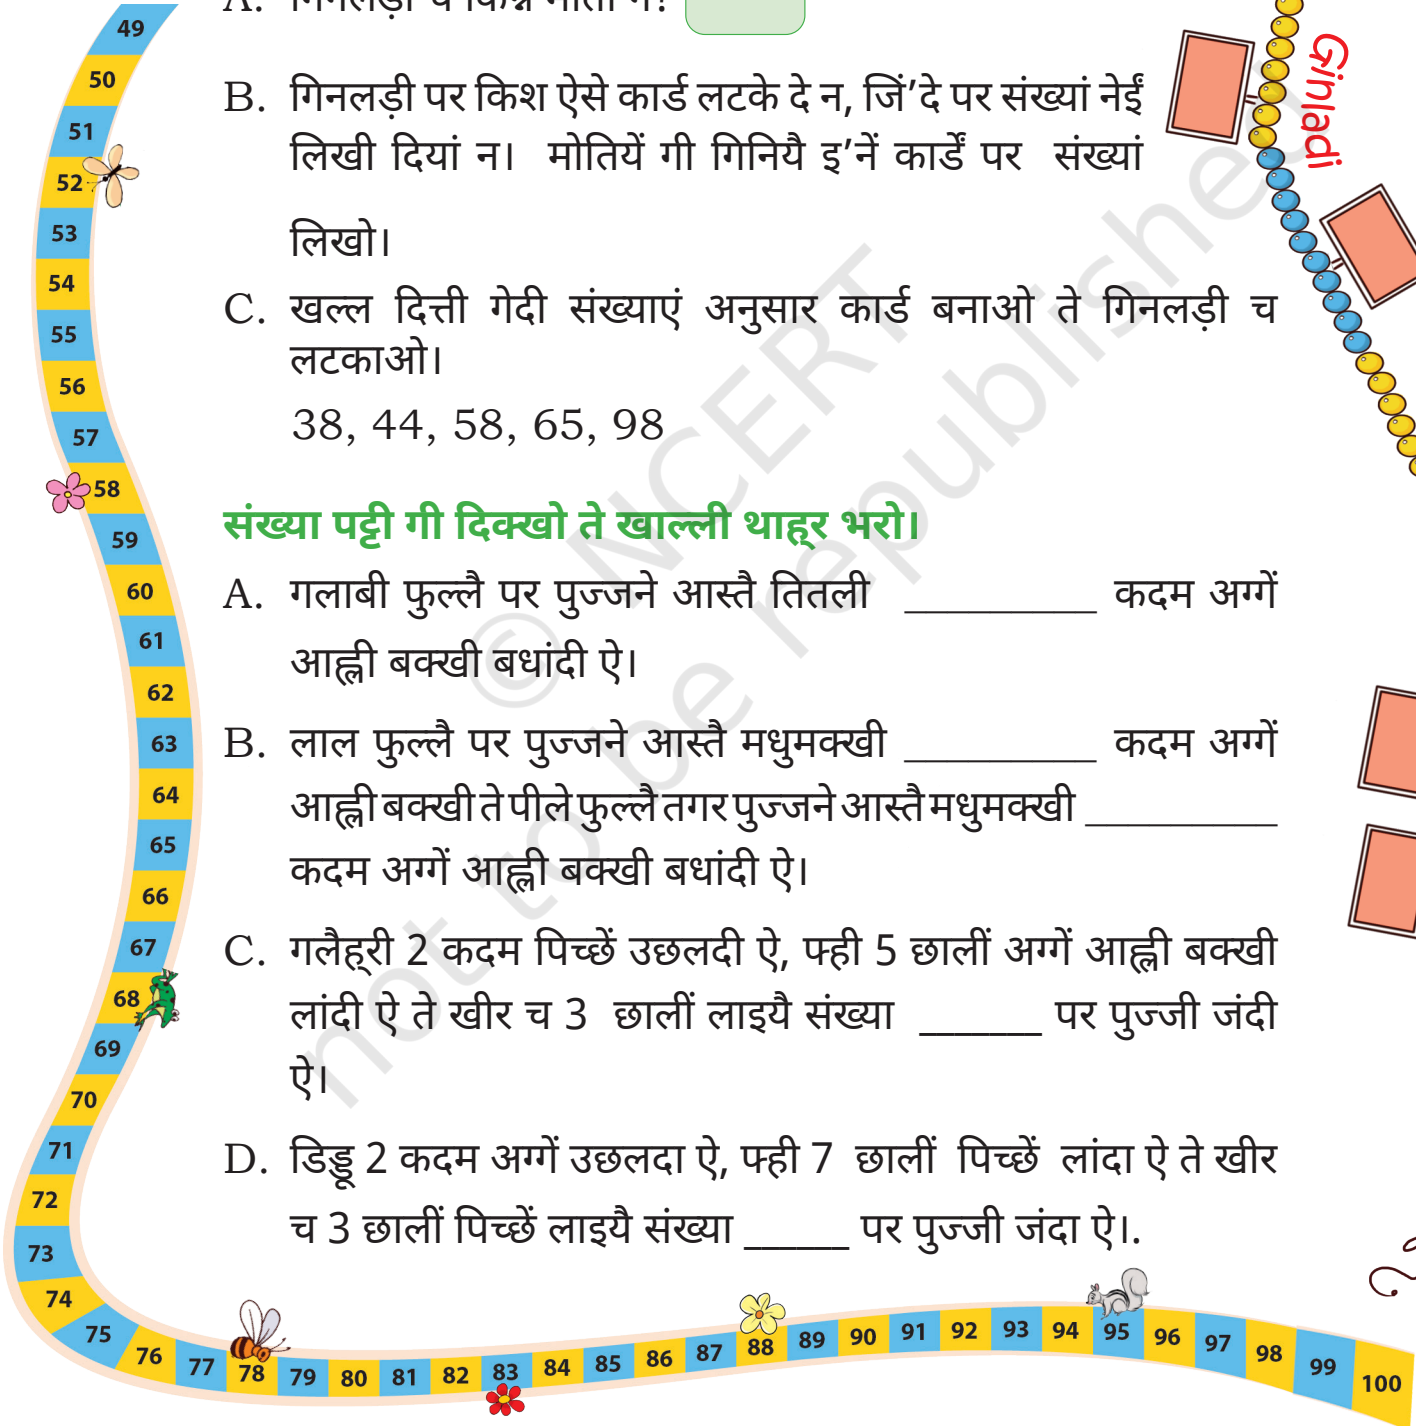 B. गिनलड़ी पर किश ऐसे कार्ड लटके दे न, जिं’दे पर संख्यां नेईं
लिखी दियां न। मोतियें गी गिनियै इ’नें कार्डें पर संख्यां
लिखो।
C. खल्ल दित्ती गेदी संख्याएं अनुसार कार्ड बनाओ ते गिनलड़ी च
लटकाओ।
38, 44, 58, 65, 98
Ginladi
संख्या पट्टी गी दिक्खो ते खाल्ली थाह्‌र भरो।
A. गलाबी फुल्लै पर पुज्जने आस्तै तितली _________ कदम अग्गें
आह्ली बक्खी बधांदी ऐ।
B. लाल फुल्लै पर पुज्जने आस्तै मधुमक्खी _________ कदम अग्गें
आह्ली बक्खी ते पीले फुल्लै तगर पुज्जने आस्तै मधुमक्खी _________
कदम अग्गें आह्ली बक्खी बधांदी ऐ।
C. गलैह्‌री 2 कदम पिच्छें उछलदी ऐ, फ्ही 5 छालीं अग्गें आह्ली बक्खी
लांदी ऐ ते खीर च 3 छालीं लाइयै संख्या ______ पर पुज्जी जंदी
ऐ।
D. डिड्डू 2 कदम अग्गें उछलदा ऐ, फ्ही 7 छालीं पिच्छें लांदा ऐ ते खीर
च 3 छालीं पिच्छें लाइयै संख्या _____ पर पुज्जी जंदा ऐ।.
49
50
51
52
53
54
55
56
57
58
59
60
61
62
63
64
65
66
67
68
69
70
71
72
73
74
75
76
77
78
79
80
81
82
83
84
85
86
87
88
89
90
91
92
93
94
95
96
97
98
99
100
© NCERT
not to be republished